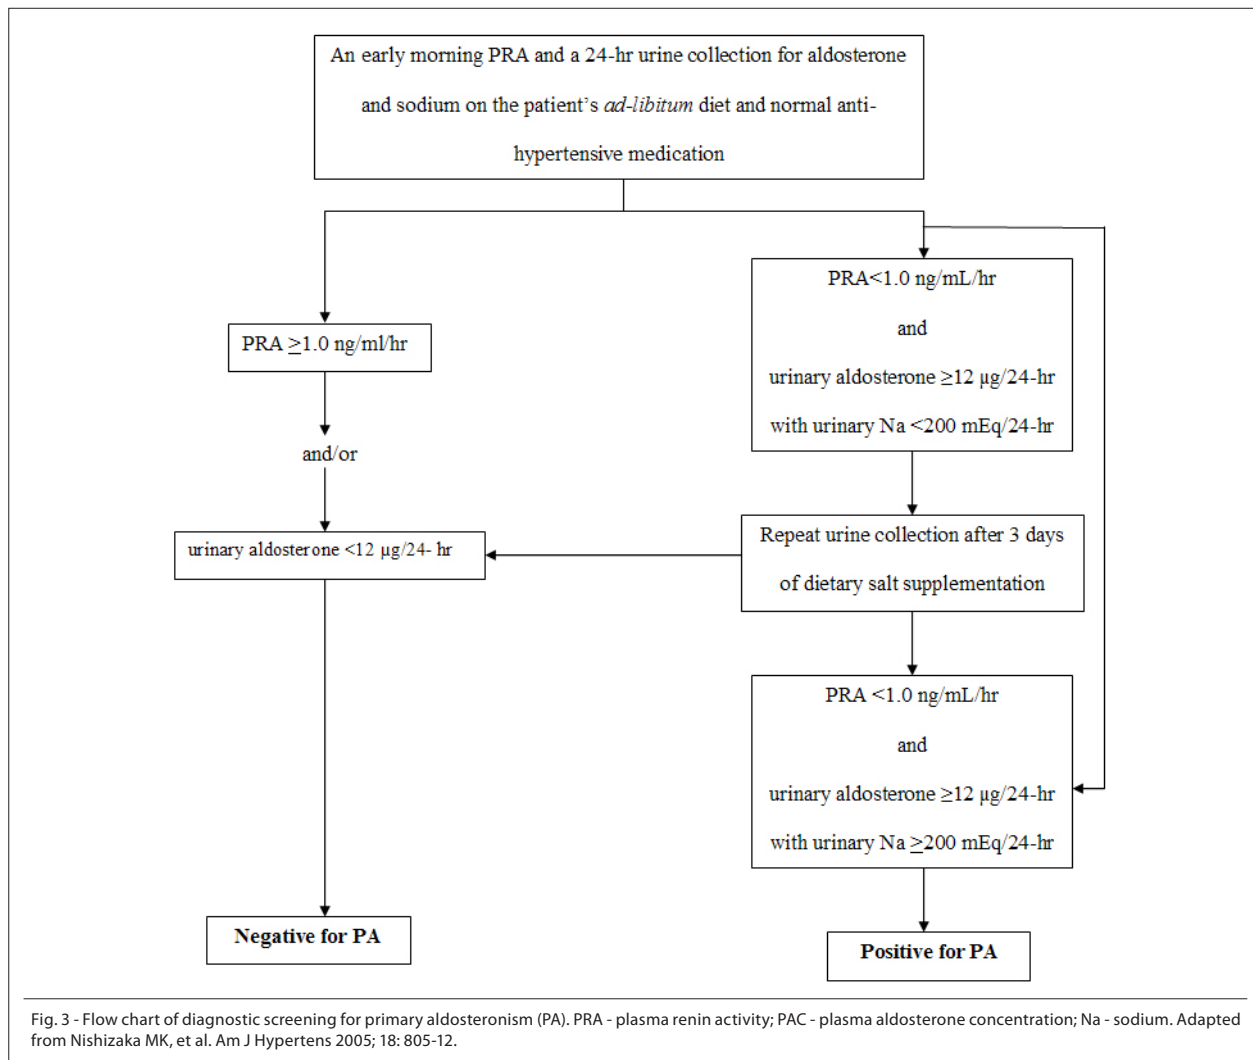 An early morning PRA and a 24-hr urine collection for aldosterone
and sodium on the patient's ad-libitum diet and normal anti-
hypertensive medication
PRA ≥1.0 ng/ml/hr
and/or
urinary aldosterone <12 µg/24- hr
Negative for PA
PRA<1.0 ng/mL/hr
and
urinary aldosterone ≥12 µg/24-hr
with urinary Na <200 mEq/24-hr
Repeat urine collection after 3 days
of dietary salt supplementation
PRA <1.0 ng/mL/hr
and
urinary aldosterone ≥12 µg/24-hr
with urinary Na ≥200 mEq/24-hr
Positive for PA
Fig. 3 - Flow chart of diagnostic screening for primary aldosteronism (PA). PRA - plasma renin activity; PAC - plasma aldosterone concentration; Na - sodium. Adapted
from Nishizaka MK, et al. Am J Hypertens 2005; 18: 805-12.